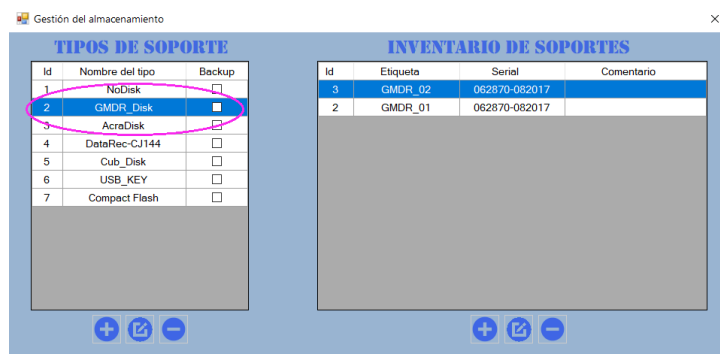 Gestión del almacenamiento
TIPOS DE SOPORTE
Id Nombre del tipo Backup
1 NoDisk
2 GMDR_Disk
3 AcraDisk
4 DataRec-CJ144
5 Cub_Disk
6 USB_KEY
7 Compact Flash
INVENTARIO DE SOPORTES
Id Etiqueta Serial Comentario
3 GMDR_02 062870-082017
2 GMDR_01 062870-082017